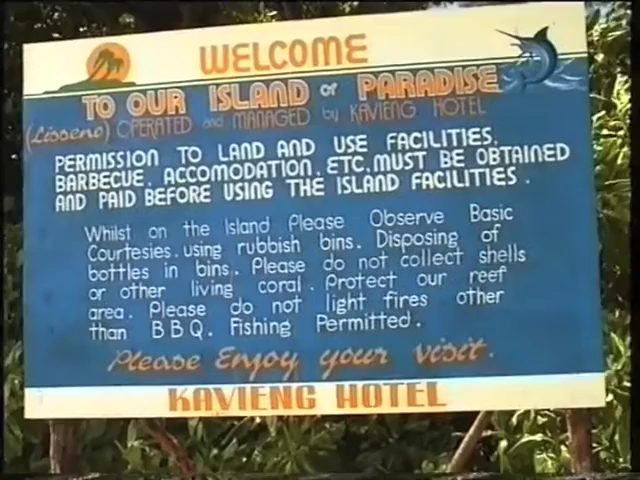 WELCOME
TO OUR ISLAND OF PARADISE
(Lisseno) OPERATED and MANAGED by KAVIENG HOTEL
PERMISSION TO LAND AND USE FACILITIES,
BARBECUE, ACCOMODATION, ETC., MUST BE OBTAINED
AND PAID BEFORE USING THE ISLAND FACILITIES.
Whilst on the Island Please Observe Basic
Courtesies. using rubbish bins. Disposing of
bottles in bins. Please do not collect shells
or other living coral. Protect our reef
area. Please do not light fires other
than B B Q. Fishing Permitted.
Please Enjoy your visit.
KAVIENG HOTEL